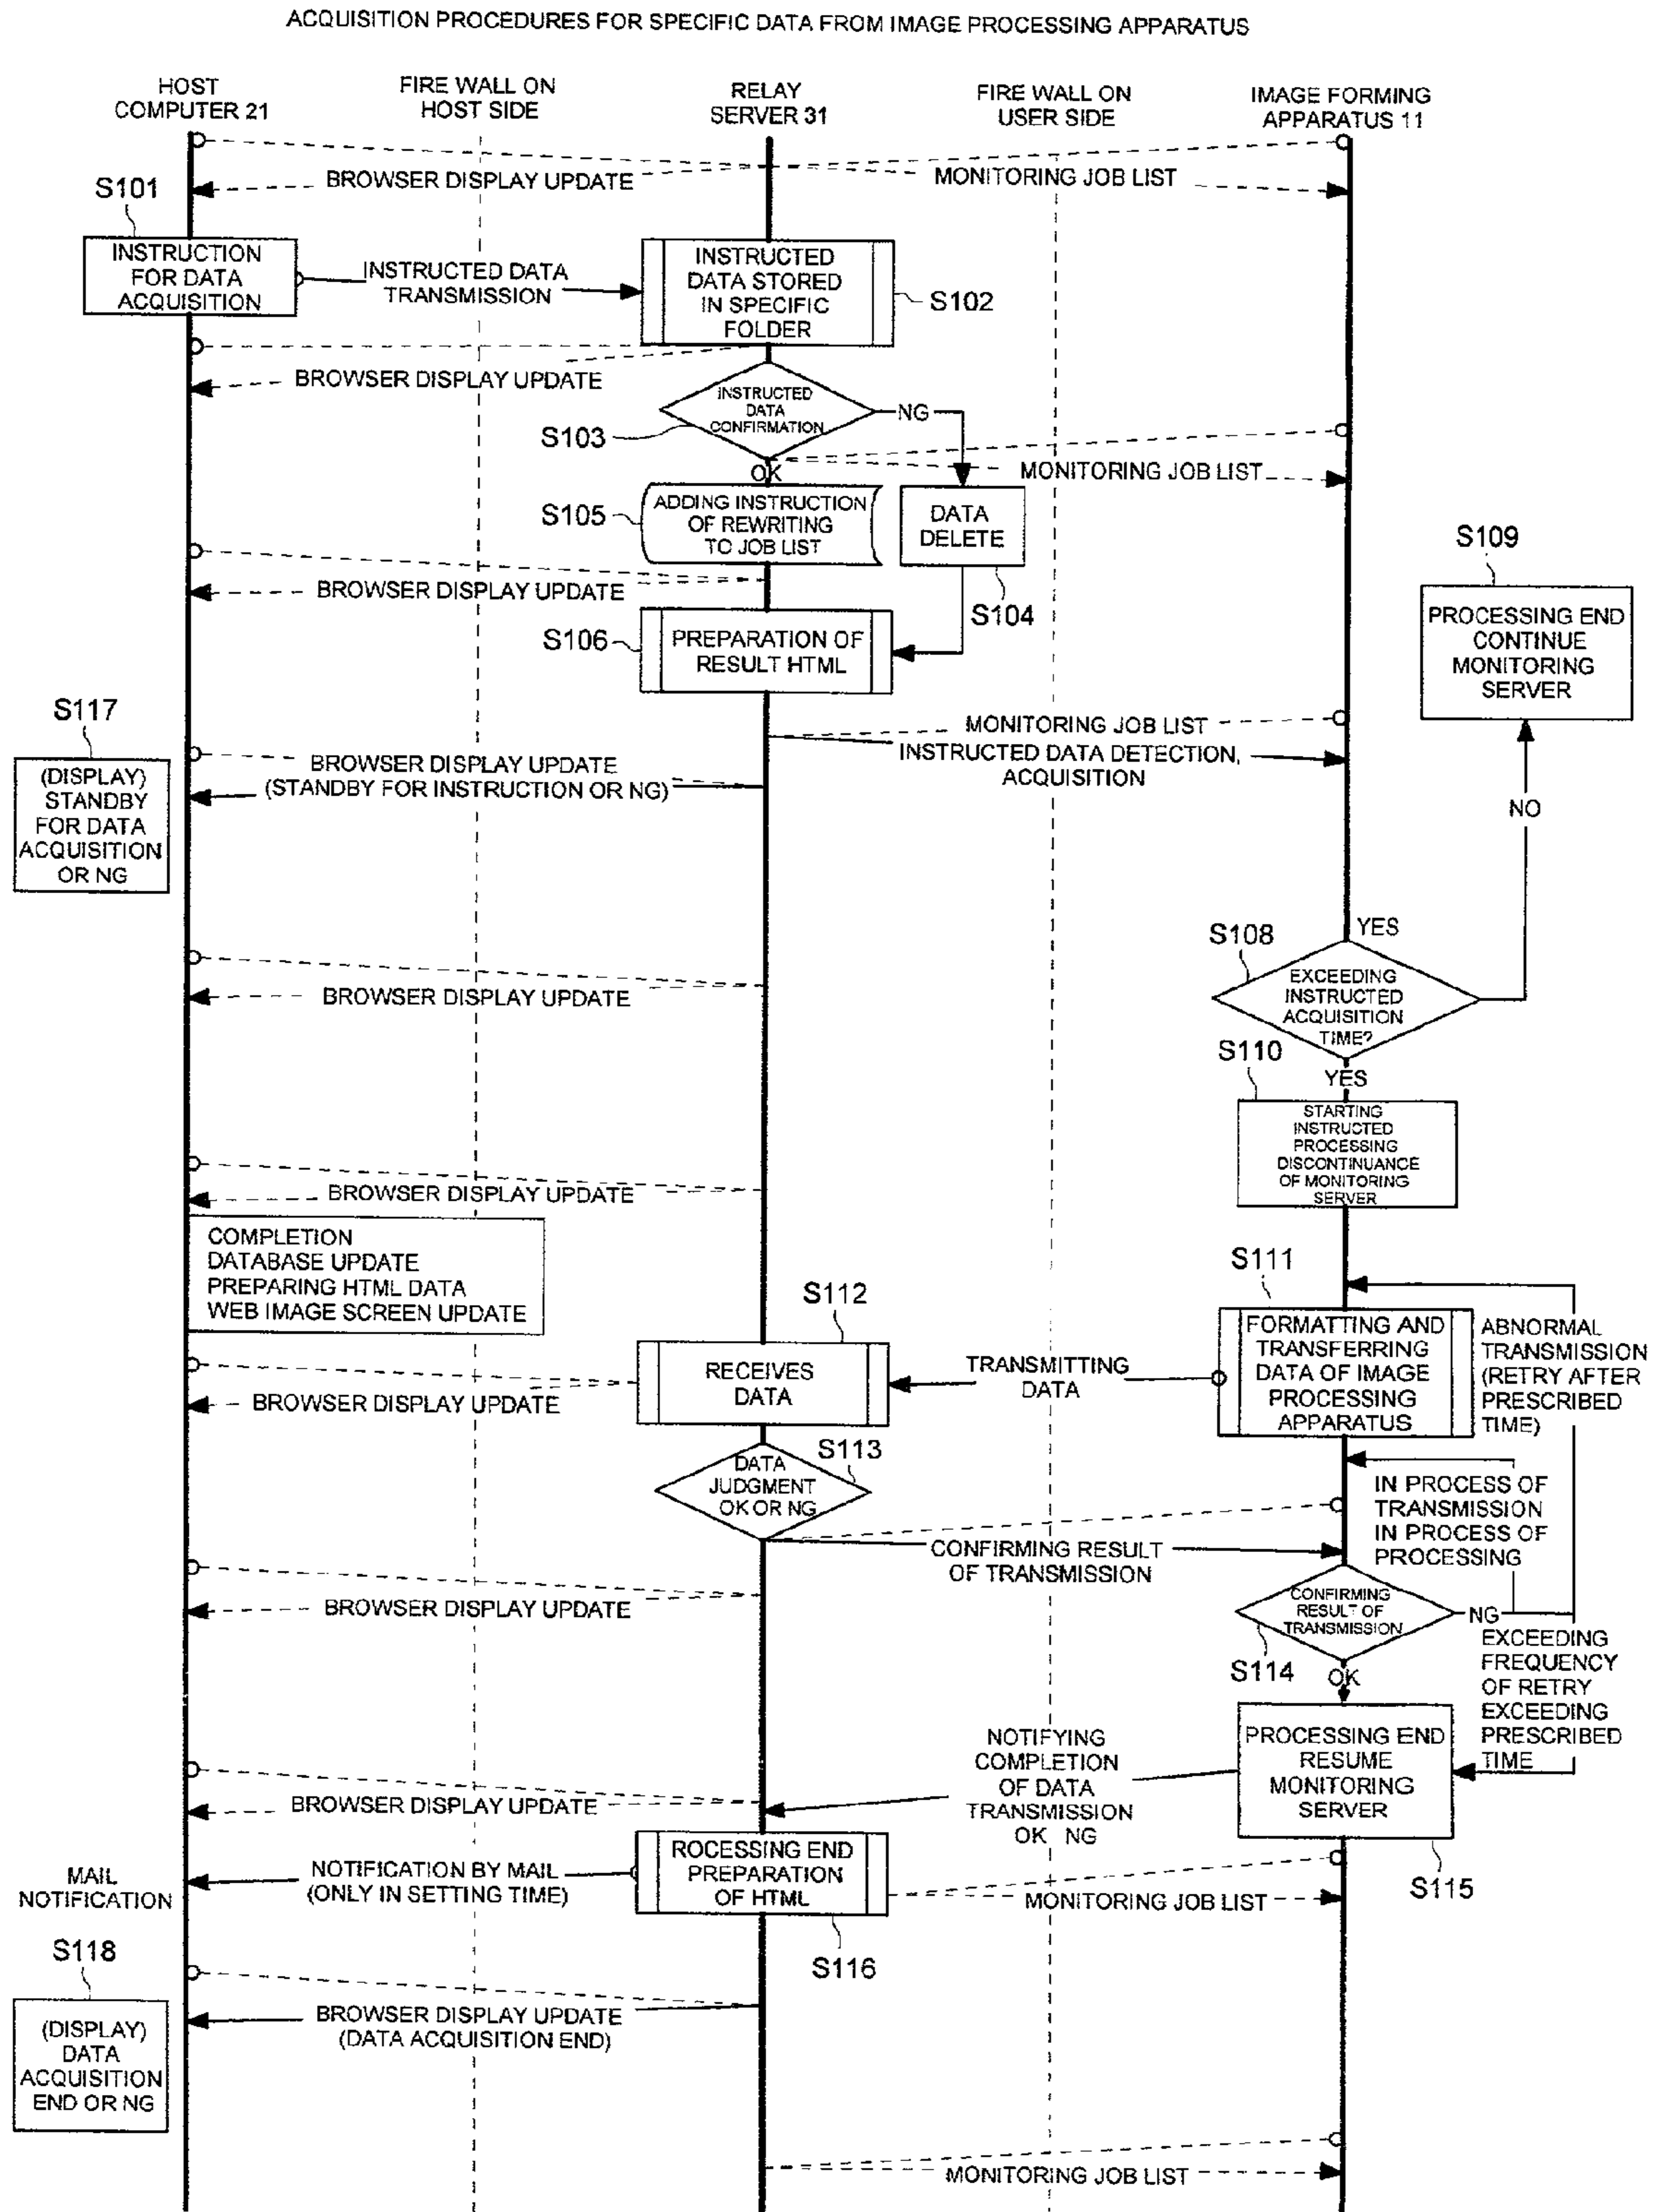 ACQUISITION PROCEDURES FOR SPECIFIC DATA FROM IMAGE PROCESSING APPARATUS
HOST
COMPUTER 21
FIRE WALL ON
HOST SIDE
RELAY
SERVER 31
FIRE WALL ON
USER SIDE
IMAGE FORMING
APPARATUS 11
BROWSER DISPLAY UPDATE
MONITORING JOB LIST
S101
INSTRUCTION
FOR DATA
ACQUISITION
INSTRUCTED DATA
TRANSMISSION
INSTRUCTED
DATA STORED
IN SPECIFIC
FOLDER
S102
BROWSER DISPLAY UPDATE
INSTRUCTED
DATA
CONFIRMATION
NG
S103
OK
MONITORING JOB LIST
S105
ADDING INSTRUCTION
OF REWRITING
TO JOB LIST
DATA
DELETE
S104
BROWSER DISPLAY UPDATE
S106
PREPARATION OF
RESULT HTML
S109
PROCESSING END
CONTINUE
MONITORING
SERVER
NO
MONITORING JOB LIST
INSTRUCTED DATA DETECTION,
ACQUISITION
S117
(DISPLAY)
STANDBY
FOR DATA
ACQUISITION
OR NG
BROWSER DISPLAY UPDATE
(STANDBY FOR INSTRUCTION OR NG)
YES
S108
EXCEEDING
INSTRUCTED
ACQUISITION
TIME?
BROWSER DISPLAY UPDATE
YES
S110
STARTING
INSTRUCTED
PROCESSING
DISCONTINUANCE
OF MONITORING
SERVER
BROWSER DISPLAY UPDATE
COMPLETION
DATABASE UPDATE
PREPARING HTML DATA
WEB IMAGE SCREEN UPDATE
S111
FORMATTING AND
TRANSFERRING
DATA OF IMAGE
PROCESSING
APPARATUS
ABNORMAL
TRANSMISSION
(RETRY AFTER
PRESCRIBED
TIME)
S112
RECEIVES
DATA
TRANSMITTING
DATA
BROWSER DISPLAY UPDATE
S113
DATA
JUDGMENT
OK OR NG
IN PROCESS OF
TRANSMISSION
IN PROCESS OF
PROCESSING
CONFIRMING RESULT
OF TRANSMISSION
BROWSER DISPLAY UPDATE
CONFIRMING
RESULT OF
TRANSMISSION
NG
S114
OK
EXCEEDING
FREQUENCY
OF RETRY
EXCEEDING
PRESCRIBED
TIME
PROCESSING END
RESUME
MONITORING
SERVER
S115
NOTIFYING
COMPLETION
OF DATA
TRANSMISSION
OK NG
BROWSER DISPLAY UPDATE
ROCESSING END
PREPARATION
OF HTML
S116
NOTIFICATION BY MAIL
(ONLY IN SETTING TIME)
MAIL
NOTIFICATION
MONITORING JOB LIST
S118
(DISPLAY)
DATA
ACQUISITION
END OR NG
BROWSER DISPLAY UPDATE
(DATA ACQUISITION END)
MONITORING JOB LIST